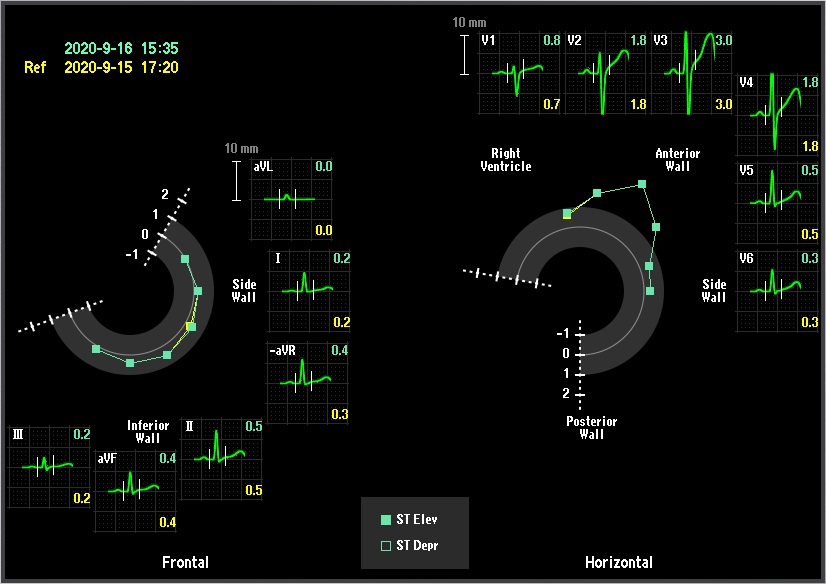 2020-9-16 15:35
Ref 2020-9-15 17:20
10 mm
V1 0.8
0.7
V2 1.8
1.8
V3 3.0
3.0
V4 1.8
1.8
V5 0.5
0.5
V6 0.3
0.3
10 mm
aVL 0.0
0.0
I 0.2
0.2
-aVR 0.4
0.3
II 0.5
0.5
aVF 0.4
0.4
III 0.2
0.2
2
1
0
-1
Side
Wall
Inferior
Wall
Frontal
Right
Ventricle
Anterior
Wall
Side
Wall
-1
0
1
2
Posterior
Wall
Horizontal
ST Elev
ST Depr